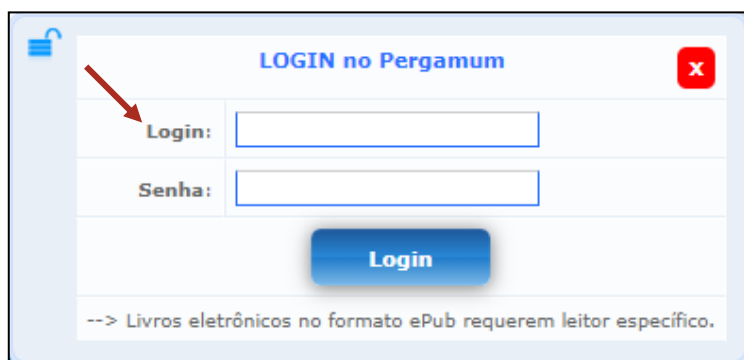 LOGIN no Pergamum
x
Login:
Senha:
Login
--> Livros eletrônicos no formato ePub requerem leitor específico.